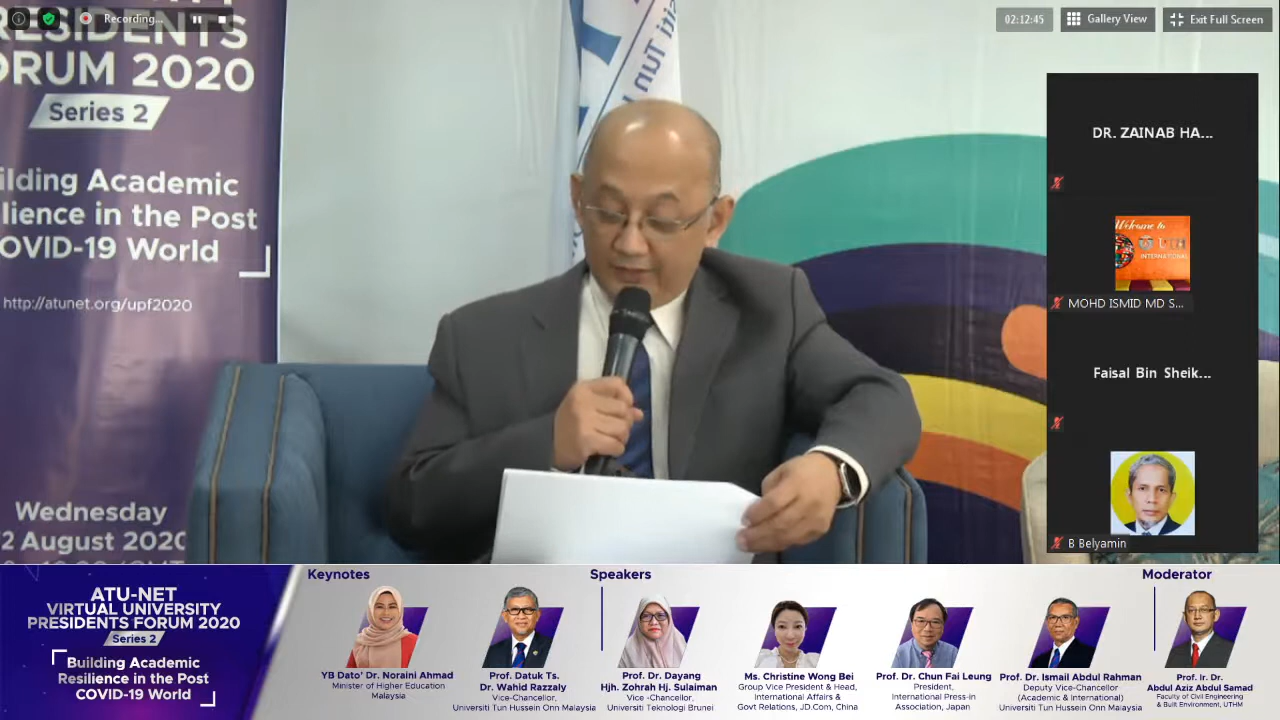 Recording...
02:12:45
Gallery View
Exit Full Screen
RESIDENTS
ORUM 2020
Series 2
ilding Academic
lience in the Post
OVID-19 World
http://atunet.org/upf2020
Wednesday
2 August 2020
DR. ZAINAB HA...
Welcome to
UTM
INTERNATIONAL
MOHD ISMID MD S...
Faisal Bin Sheik...
B Belyamin
ATU-NET
VIRTUAL UNIVERSITY
PRESIDENTS FORUM 2020
Series 2
Building Academic
Resilience in the Post
COVID-19 World
Keynotes
YB Dato' Dr. Noraini Ahmad
Minister of Higher Education
Malaysia
Prof. Datuk Ts.
Dr. Wahid Razzaly
Vice-Chancellor,
Universiti Tun Hussein Onn Malaysia
Speakers
Prof. Dr. Dayang
Hjh. Zohrah Hj. Sulaiman
Vice -Chancellor,
Universiti Teknologi Brunei
Ms. Christine Wong Bei
Group Vice President & Head,
International Affairs &
Govt Relations, JD.Com, China
Prof. Dr. Chun Fai Leung
President,
International Press-in
Association, Japan
Prof. Dr. Ismail Abdul Rahman
Deputy Vice-Chancellor
(Academic & International)
Universiti Tun Hussein Onn Malaysia
Moderator
Prof. Ir. Dr.
Abdul Aziz Abdul Samad
Faculty of Civil Engineering
& Built Environment, UTHM